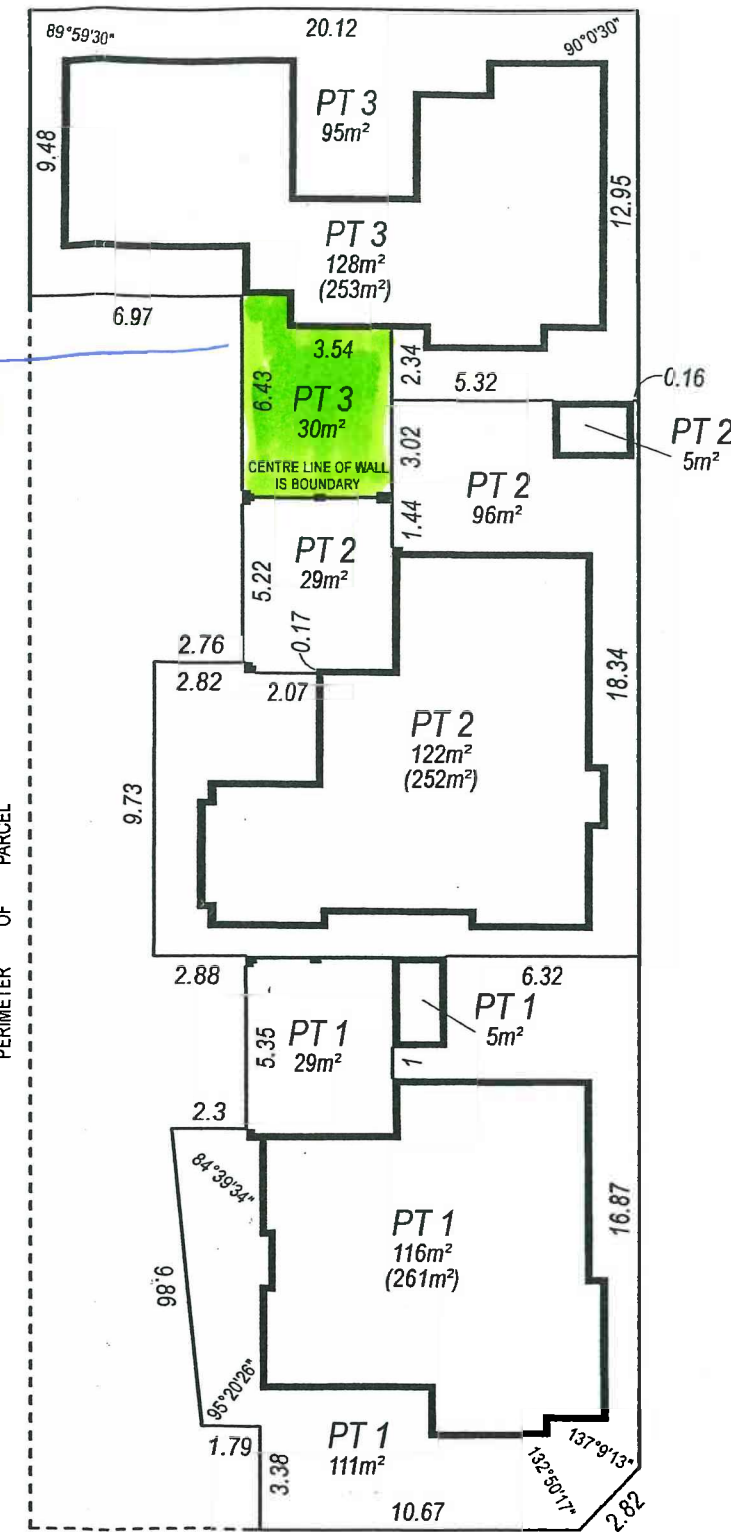 89°59'30"
20.12
90°0'30"
PT 3
95m²
9.48
12.95
PT 3
128m²
(253m²)
6.97
3.54
2.34
5.32
0.16
6.43
PT 3
30m²
CENTRE LINE OF WALL
IS BOUNDARY
3.02
PT 2
5m²
PT 2
96m²
1.44
PT 2
29m²
5.22
0.17
2.76
2.82
2.07
18.34
PT 2
122m²
(252m²)
9.73
PERIMETER OF PARCEL
2.88
6.32
PT 1
5m²
PT 1
29m²
5.35
1
2.3
84°39'34"
16.87
PT 1
116m²
(261m²)
9.86
95°20'26"
1.79
PT 1
111m²
3.38
137°9'13"
132°50'17"
10.67
2.82